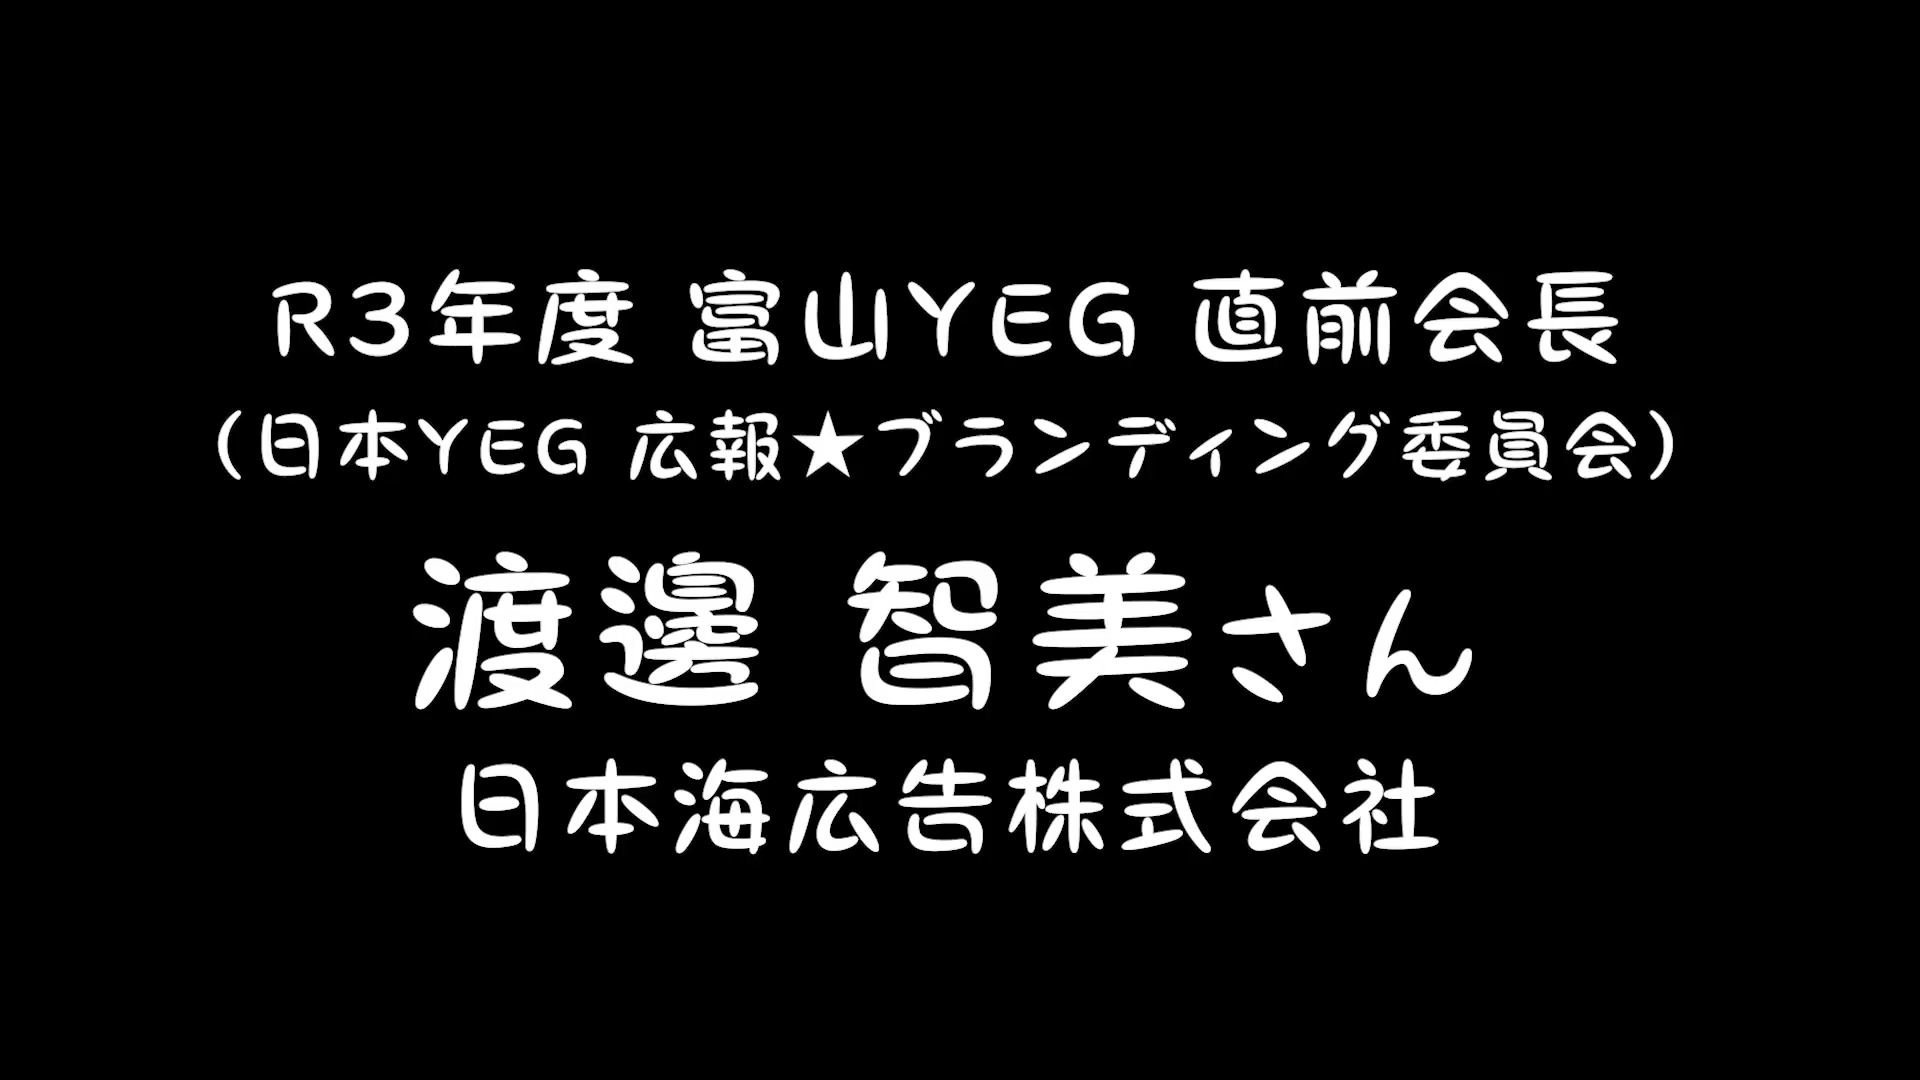 R3年度 富山YEG 直前会長
(日本YEG 広報★ブランディング委員会)
渡邊 智美さん
日本海広告株式会社